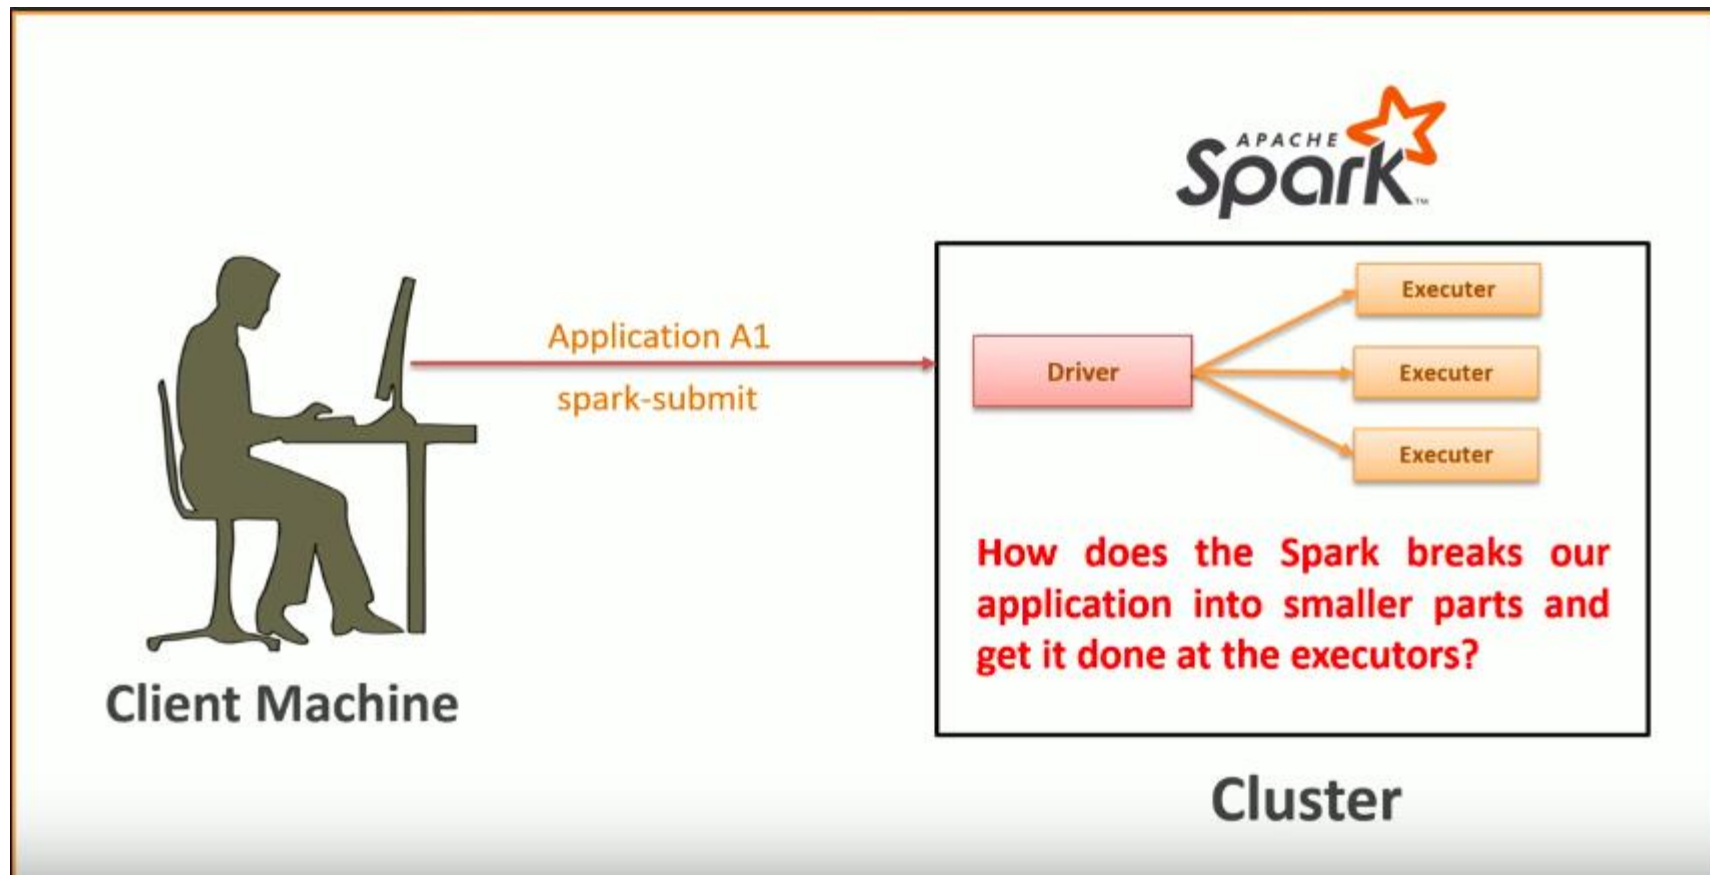 APACHE
Spark™
Executer
Application A1
Driver
Executer
spark-submit
Executer
How does the Spark breaks our
application into smaller parts and
get it done at the executors?
Client Machine
Cluster